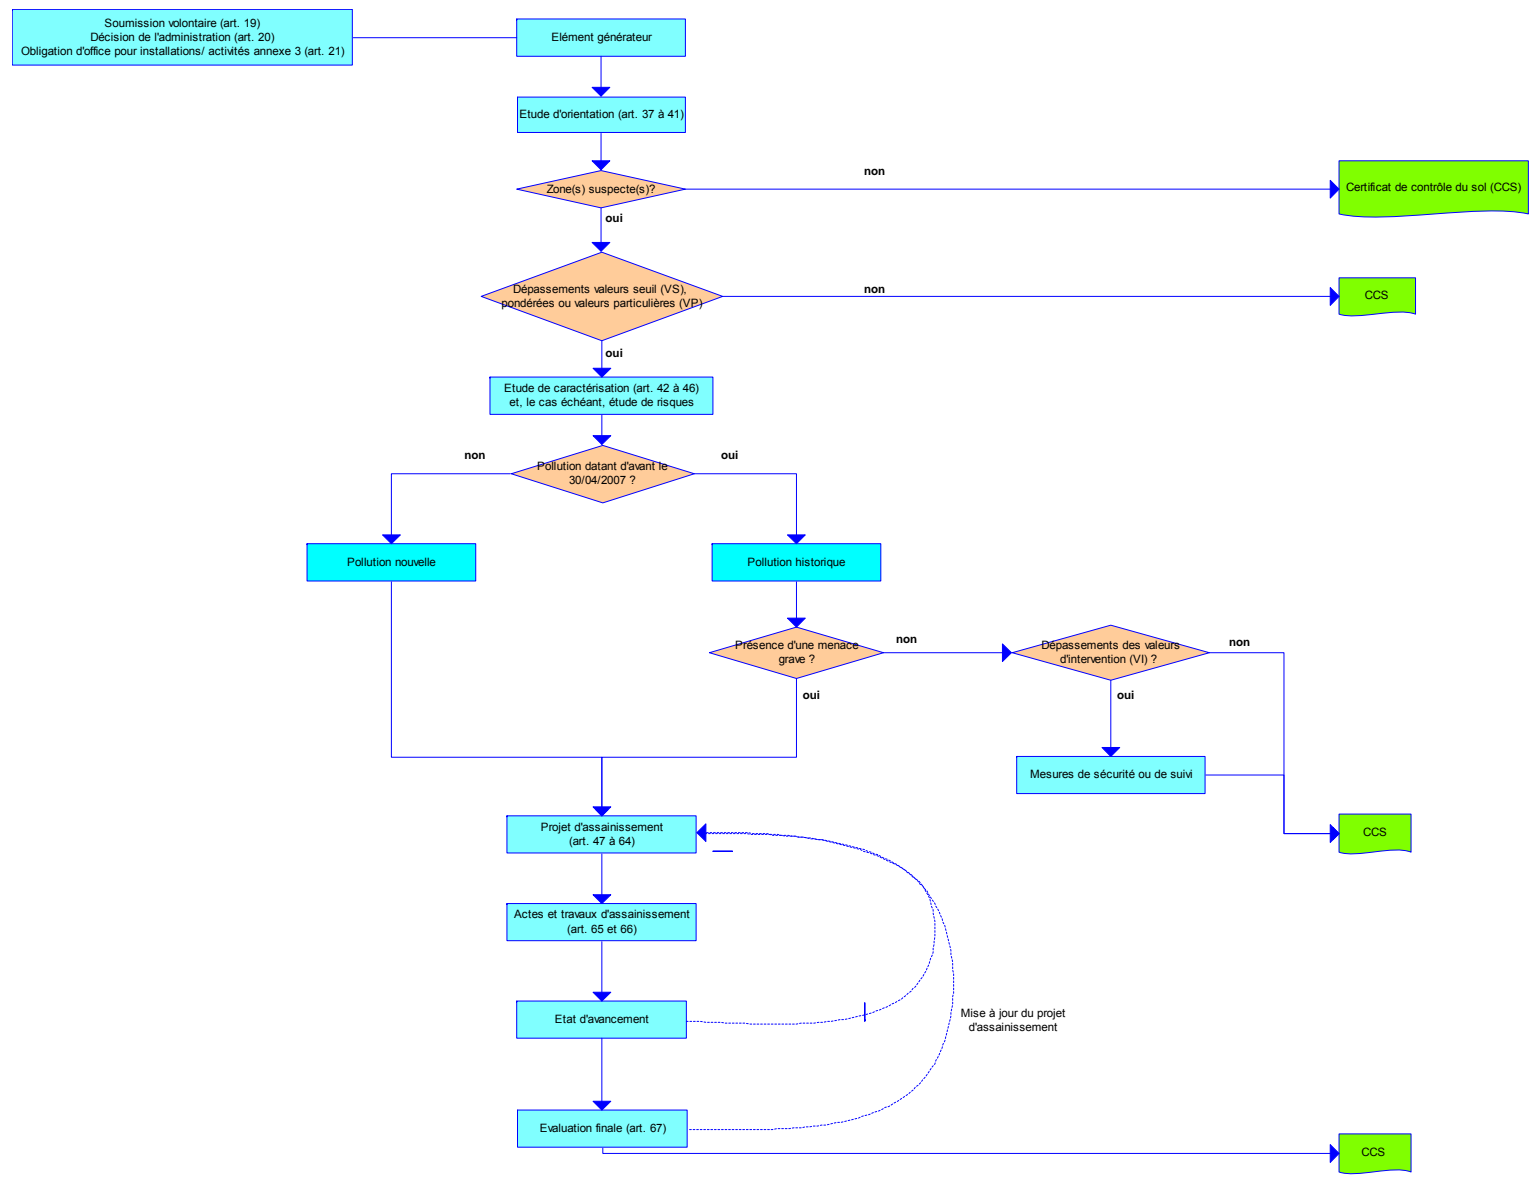 Soumission volontaire (art. 19)
Décision de l'administration (art. 20)
Obligation d'office pour installations/ activités annexe 3 (art. 21)
Elément générateur
Etude d'orientation (art. 37 à 41)
Zone(s) suspecte(s)?
non
Certificat de contrôle du sol (CCS)
oui
Dépassements valeurs seuil (VS),
pondérées ou valeurs particulières (VP)
non
CCS
oui
Etude de caractérisation (art. 42 à 46)
et, le cas échéant, étude de risques
non
Pollution datant d'avant le
30/04/2007 ?
oui
Pollution nouvelle
Pollution historique
Présence d'une menace
grave ?
non
Dépassements des valeurs
d'intervention (VI) ?
non
oui
oui
Mesures de sécurité ou de suivi
Projet d'assainissement
(art. 47 à 64)
CCS
Actes et travaux d'assainissement
(art. 65 et 66)
Etat d'avancement
Mise à jour du projet
d'assainissement
Evaluation finale (art. 67)
CCS